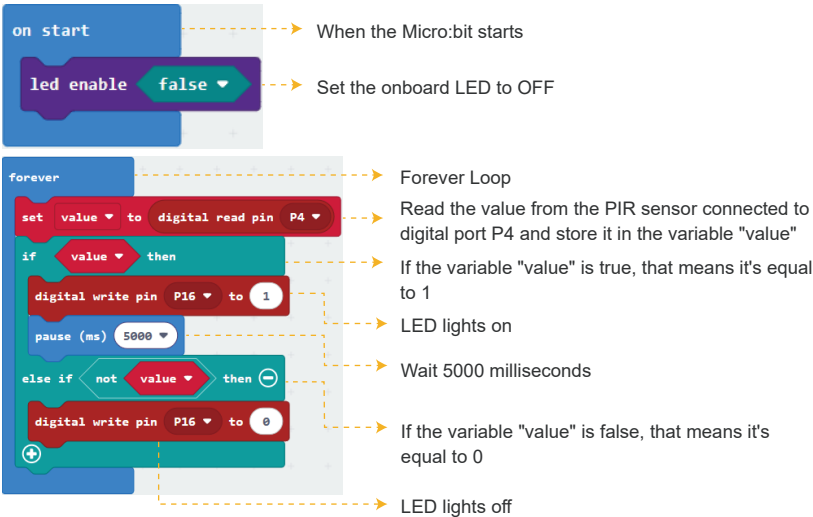 on start
When the Micro:bit starts
led enable false
Set the onboard LED to OFF
forever
Forever Loop
set value to digital read pin P4
Read the value from the PIR sensor connected to
digital port P4 and store it in the variable "value"
if value then
If the variable "value" is true, that means it's equal
to 1
digital write pin P16 to 1
LED lights on
pause (ms) 5000
Wait 5000 milliseconds
else if not value then
If the variable "value" is false, that means it's
equal to 0
digital write pin P16 to 0
LED lights off